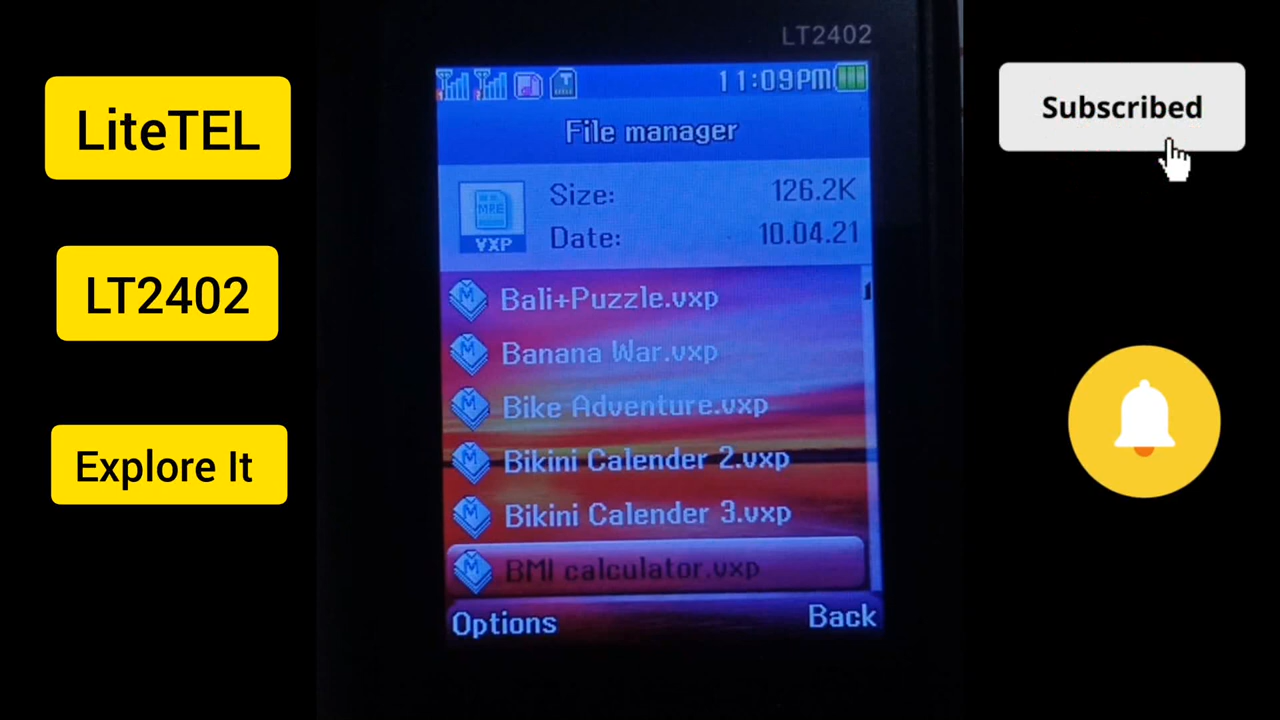 LiteTEL
LT2402
Explore It
LT2402
11:09PM
File manager
MRE
VXP
Size: 126.2K
Date: 10.04.21
Bali+Puzzle.vxp
Banana War.vxp
Bike Adventure.vxp
Bikini Calender 2.vxp
Bikini Calender 3.vxp
BMI calculator.vxp
Options Back
Subscribed